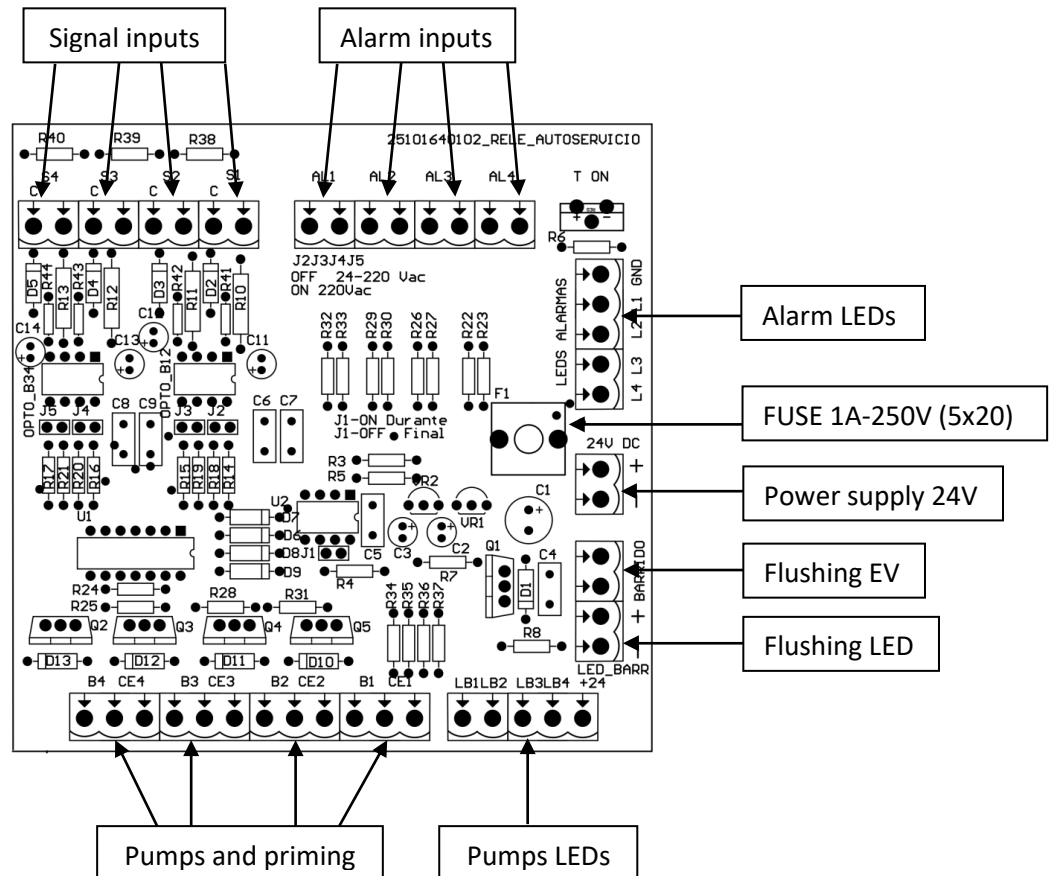 Signal inputs
Alarm inputs
R40 R39 R38
25101640102_RELE_AUTOSERVICIO
S4 S3 S2 S1
AL1 AL2 AL3 AL4
T ON
C C C C
+ -
R6
J2J3J4J5
OFF 24-220 Vac
ON 220Vac
D5 R44 R13 R43 D4 R12 D3 R42 R11 D2 R41 R10
C14 C13 C12 C11
R32 R33 R29 R30 R26 R27 R22 R23
LEDS ALARMAS
L4 L3 L2 L1 GND
Alarm LEDs
OPTO_B34 OPTO_B12
F1
FUSE 1A-250V (5x20)
J5 J4 C8 C9 J3 J2 C6 C7
J1-ON Durante
J1-OFF Final
24V DC
+
-
Power supply 24V
R17 R21 R20 R16 R15 R19 R18 R14
R3
R5
VR2 VR1 C1
U1 U2
D7
D6
D8
D9
J1 C5 C3 C2 Q1 C4
R4 R7 D1
BARRIDO
+
Flushing EV
R24
R25
R28 R31
R34 R35 R36 R37
R8
+
Flushing LED
LED_BARR
Q2 Q3 Q4 Q5
D13 D12 D11 D10
B4 CE4 B3 CE3 B2 CE2 B1 CE1
LB1LB2 LB3LB4 +24
Pumps and priming
Pumps LEDs